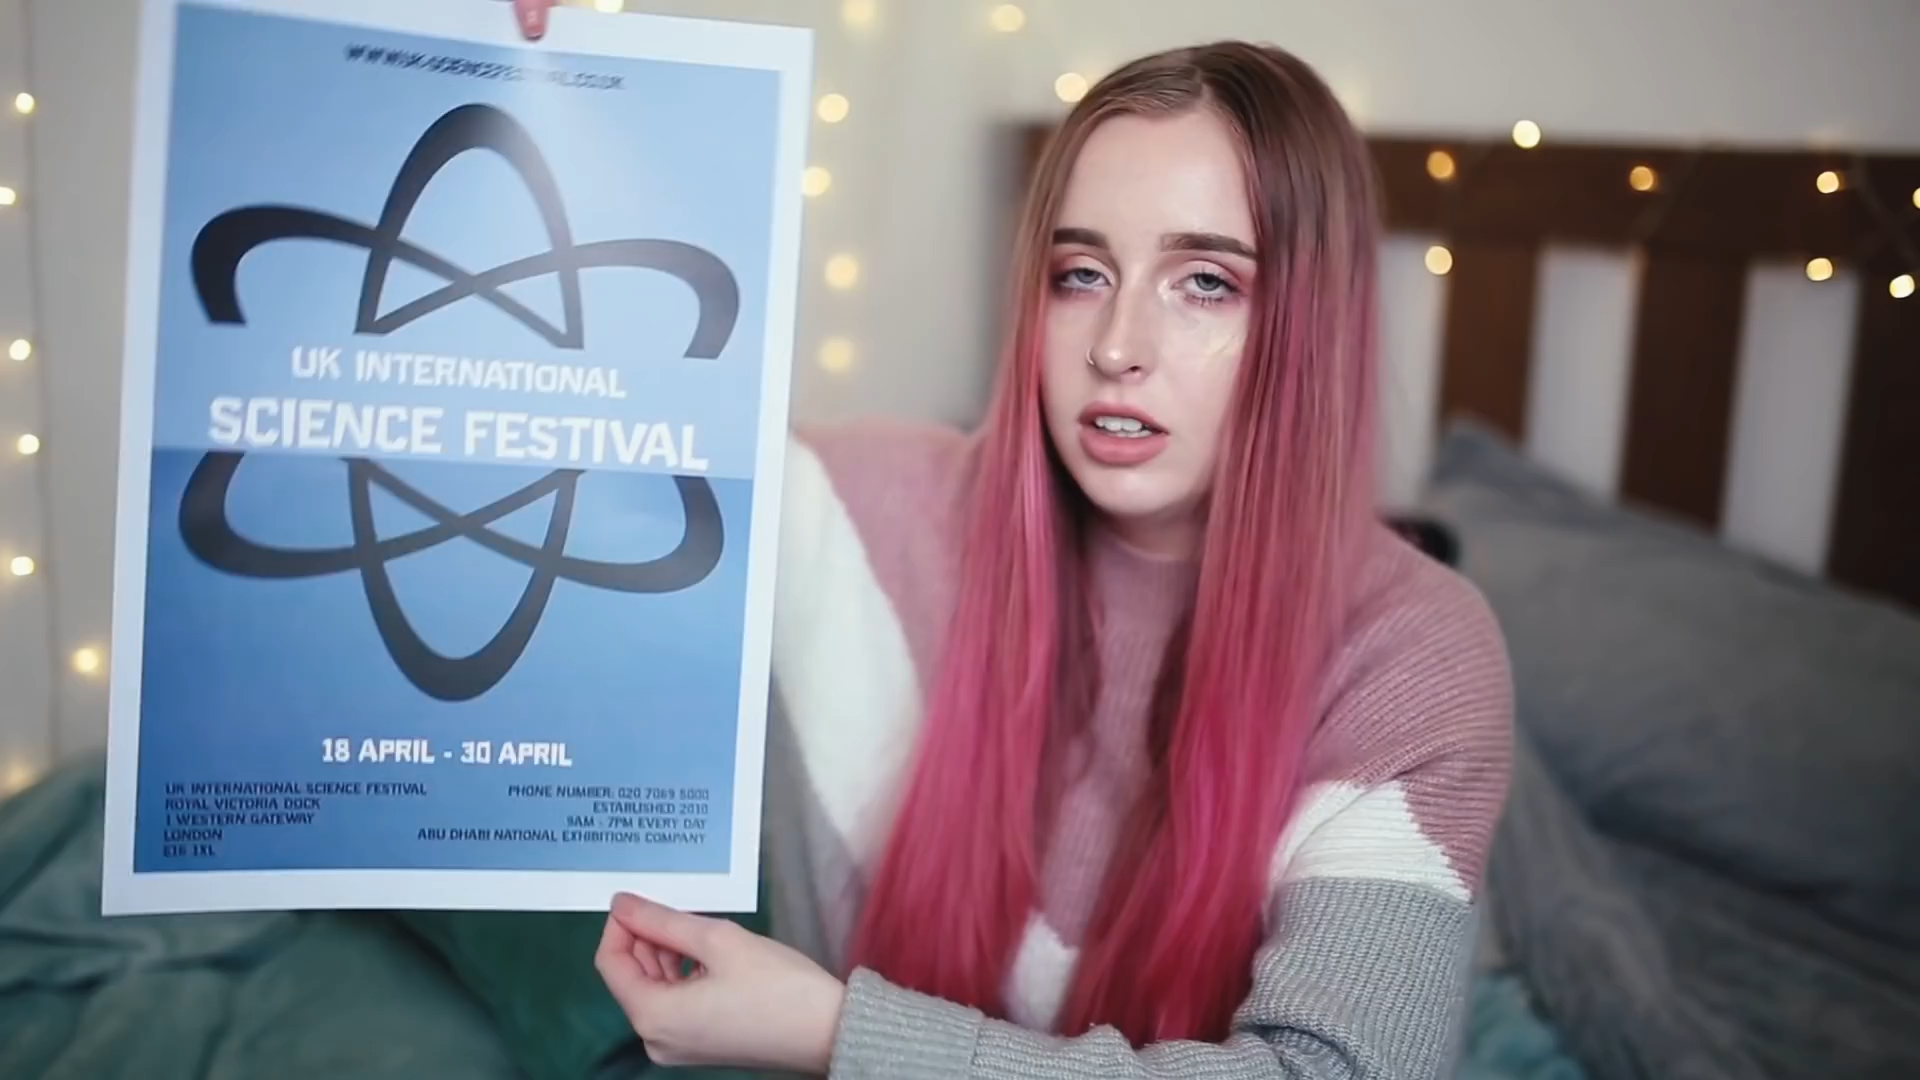 UK INTERNATIONAL
SCIENCE FESTIVAL
18 APRIL - 30 APRIL
UK INTERNATIONAL SCIENCE FESTIVAL
ROYAL VICTORIA DOCK
1 WESTERN GATEWAY
LONDON
E16 1XL
PHONE NUMBER: 020 7069 5000
ESTABLISHED 2010
9AM - 7PM EVERY DAY
ABU DHABI NATIONAL EXHIBITIONS COMPANY